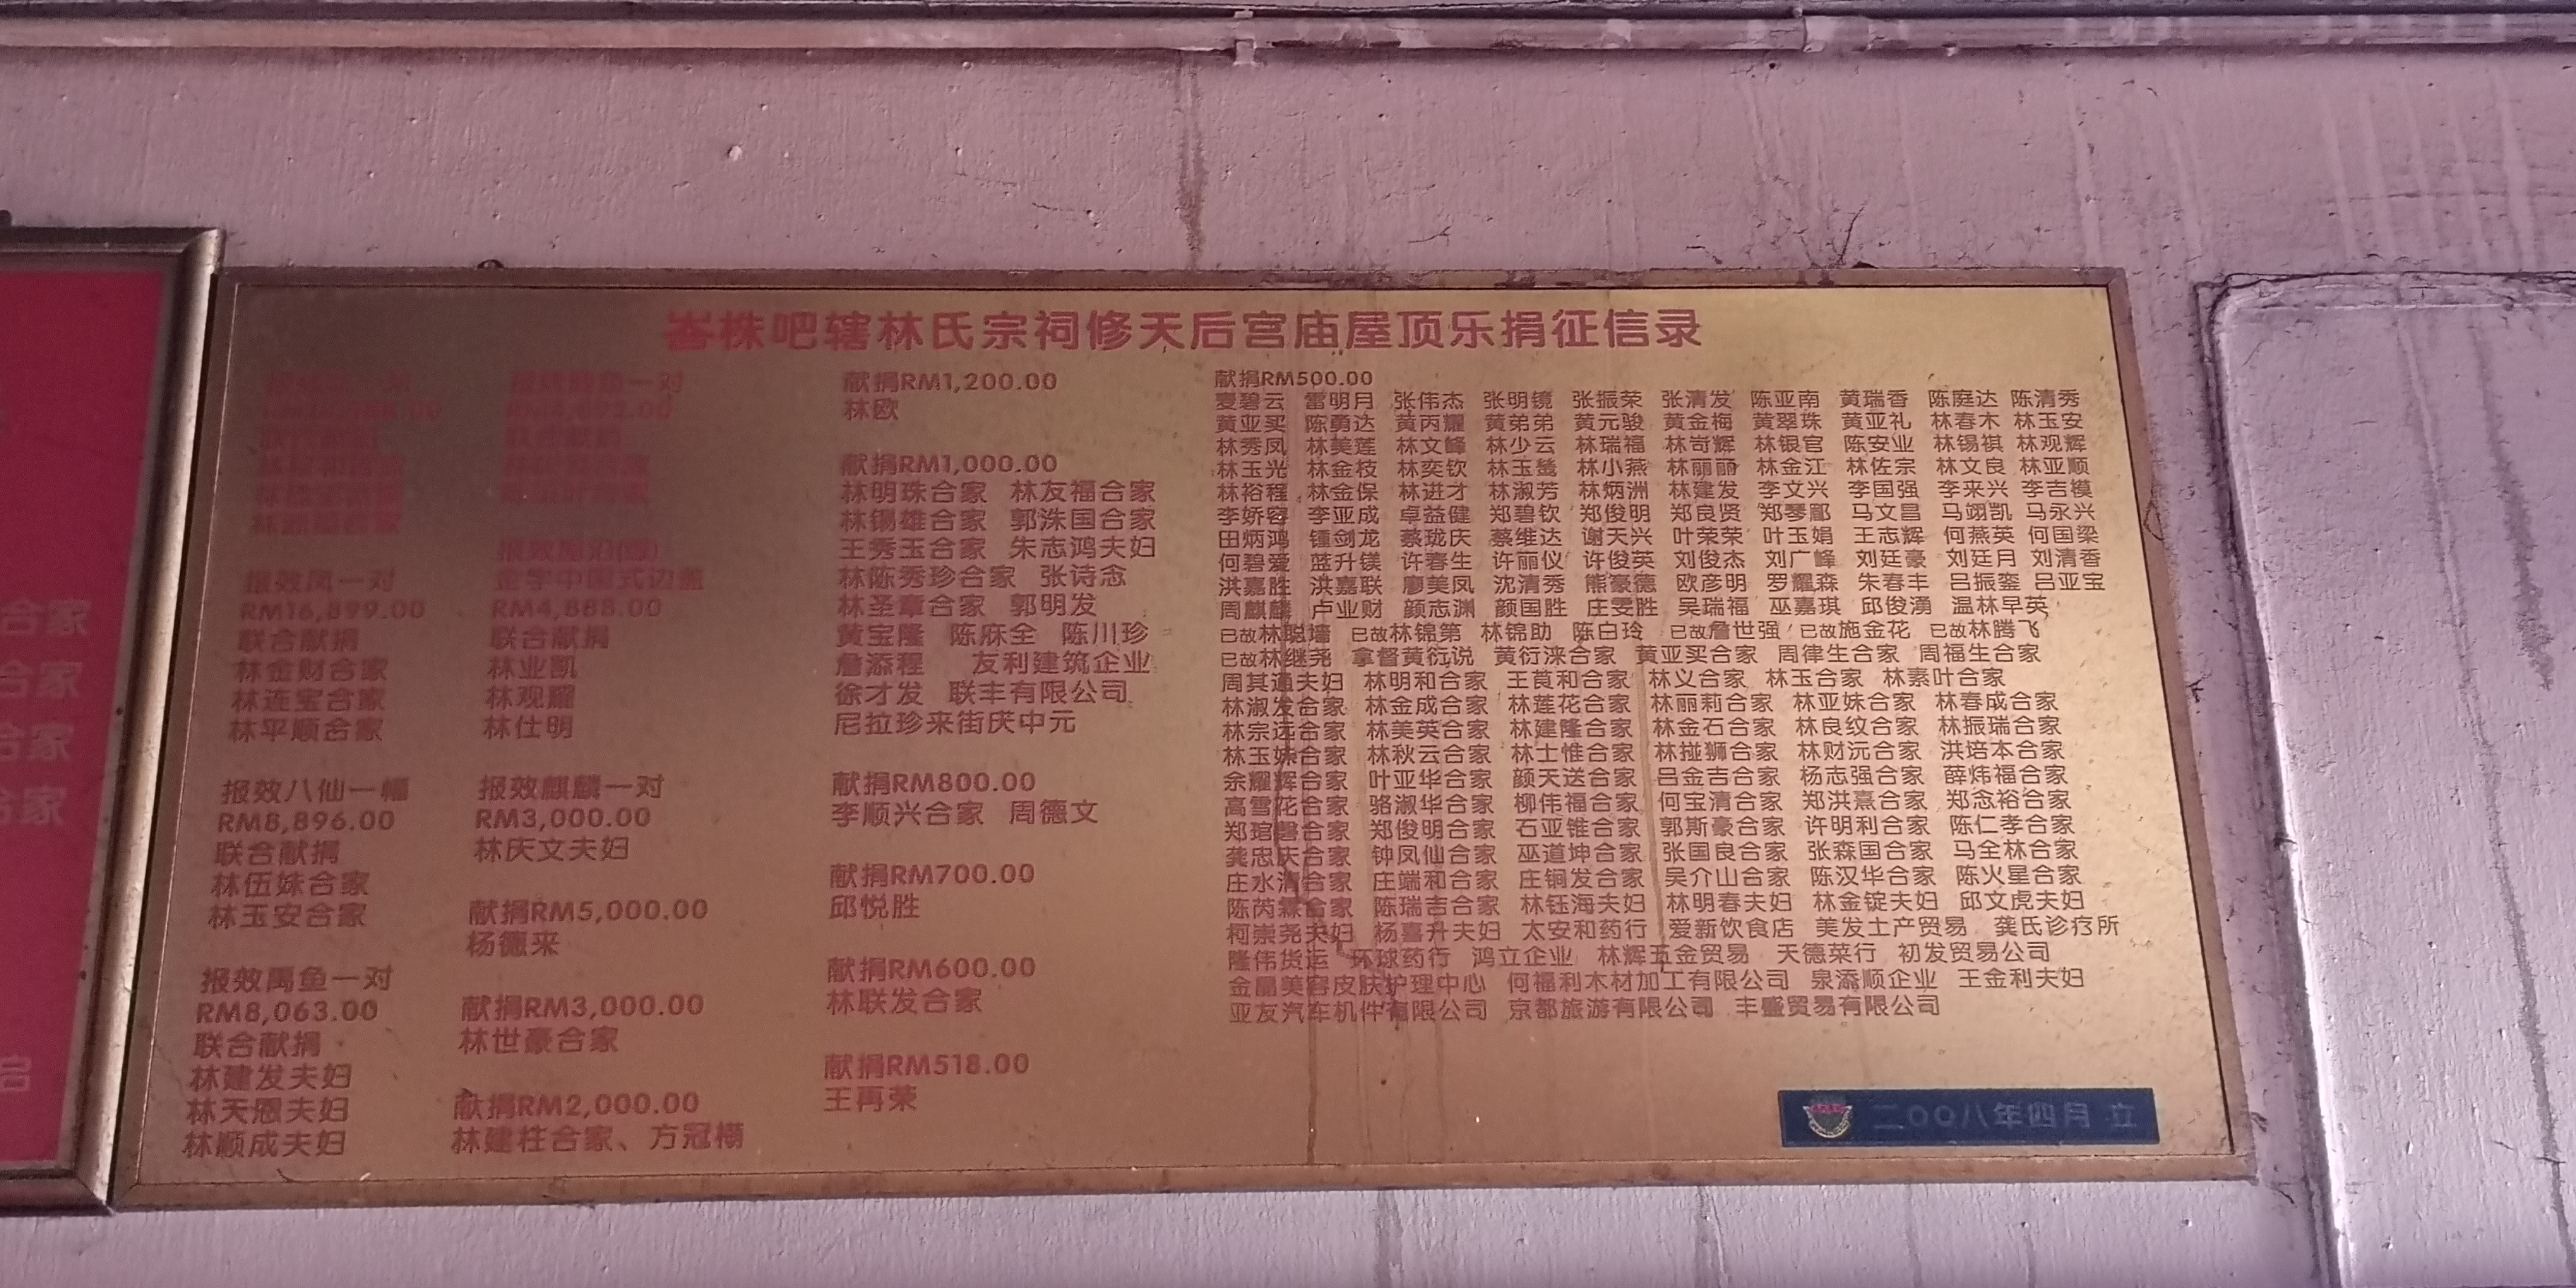 峇株吧辖林氏宗祠修天后宫庙屋顶乐捐征信录
报效凤一对
RM16,899.00
联合献捐
林金财合家
林连宝合家
林平顺合家
报效八仙一幅
RM8,896.00
联合献捐
林伍妹合家
林玉安合家
报效禹鱼一对
RM8,063.00
联合献捐
林建发夫妇
林天恩夫妇
林顺成夫妇
RM4,888.00
联合献捐
林业凯
林观耀
林仕明
报效麒麟一对
RM3,000.00
林庆文夫妇
献捐RM5,000.00
杨德来
献捐RM3,000.00
林世豪合家
献捐RM2,000.00
林建柱合家、方冠槂
献捐RM1,200.00
林欧
献捐RM1,000.00
林明珠合家 林友福合家
林锡雄合家 郭洙国合家
王秀玉合家 朱志鸿夫妇
林陈秀珍合家 张诗念
林圣章合家 郭明发
黄宝隆 陈庥全 陈川珍
詹添程 友利建筑企业
徐才发 联丰有限公司
尼拉珍来街庆中元
献捐RM800.00
李顺兴合家 周德文
献捐RM700.00
邱悦胜
献捐RM600.00
林联发合家
献捐RM518.00
王再荣
献捐RM500.00
麦碧云 雷明月 张伟杰 张明镜 张振荣 张清发 陈亚南 黄瑞香 陈庭达 陈清秀
黄亚买 陈勇达 黄丙耀 黄弟弟 黄元骏 黄金梅 黄翠珠 黄亚礼 林春木 林玉安
林秀凤 林美莲 林文峰 林少云 林瑞福 林苛辉 林银官 陈安业 林锡祺 林观辉
林玉光 林金枝 林奕钦 林玉鸶 林小燕 林丽丽 林金江 林佐宗 林文良 林亚顺
林裕程 林金保 林进才 林淑芳 林炳洲 林建发 李文兴 李国强 李来兴 李吉模
李娇容 李亚成 卓益健 郑碧钦 郑俊明 郑良贤 郑琴郿 马文昌 马翊凯 马永兴
田炳鸿 锺剑龙 蔡珑庆 蔡维达 谢天兴 叶荣荣 叶玉娟 王志辉 何燕英 何国梁
何碧爱 蓝升镁 许春生 许丽仪 许俊英 刘俊杰 刘广峰 刘廷豪 刘廷月 刘清香
洪嘉胜 洪嘉联 廖美凤 沈清秀 熊豪德 欧彦明 罗耀森 朱春丰 吕振銮 吕亚宝
周麒麟 卢业财 颜志渊 颜国胜 庄雯胜 吴瑞福 巫嘉琪 邱俊湧 温林早英
已故林聪墙 已故林锦第 林锦助 陈白玲 已故詹世强 已故施金花 已故林腾飞
已故林继尧 拿督黄衍说 黄衍涞合家 黄亚买合家 周律生合家 周福生合家
周其通夫妇 林明和合家 王茛和合家 林义合家 林玉合家 林素叶合家
林淑发合家 林金成合家 林莲花合家 林丽莉合家 林亚妹合家 林春成合家
林宗远合家 林美英合家 林建隆合家 林金石合家 林良纹合家 林振瑞合家
林玉妹合家 林秋云合家 林士惟合家 林掽狮合家 林财沅合家 洪培本合家
余耀辉合家 叶亚华合家 颜天送合家 吕金吉合家 杨志强合家 薛炜福合家
高雪花合家 骆淑华合家 柳伟福合家 何宝清合家 郑洪熹合家 郑念裕合家
郑琯馨合家 郑俊明合家 石亚锥合家 郭斯豪合家 许明利合家 陈仁孝合家
龚忠庆合家 钟凤仙合家 巫道坤合家 张国良合家 张森国合家 马全林合家
庄水清合家 庄端和合家 庄锎发合家 吴介山合家 陈汉华合家 陈火星合家
陈芮霖合家 陈瑞吉合家 林钰海夫妇 林明春夫妇 林金锭夫妇 邱文虎夫妇
柯崇尧夫妇 杨喜升夫妇 太安和药行 爱新饮食店 美发土产贸易 龚氏诊疗所
隆伟货运 环球药行 鸿立企业 林辉五金贸易 天德菜行 初发贸易公司
金晶美容皮肤护理中心 何福利木材加工有限公司 泉添顺企业 王金利夫妇
亚友汽车机件有限公司 京都旅游有限公司 丰盛贸易有限公司
二〇〇八年四月 立
合家
合家
合家
合家